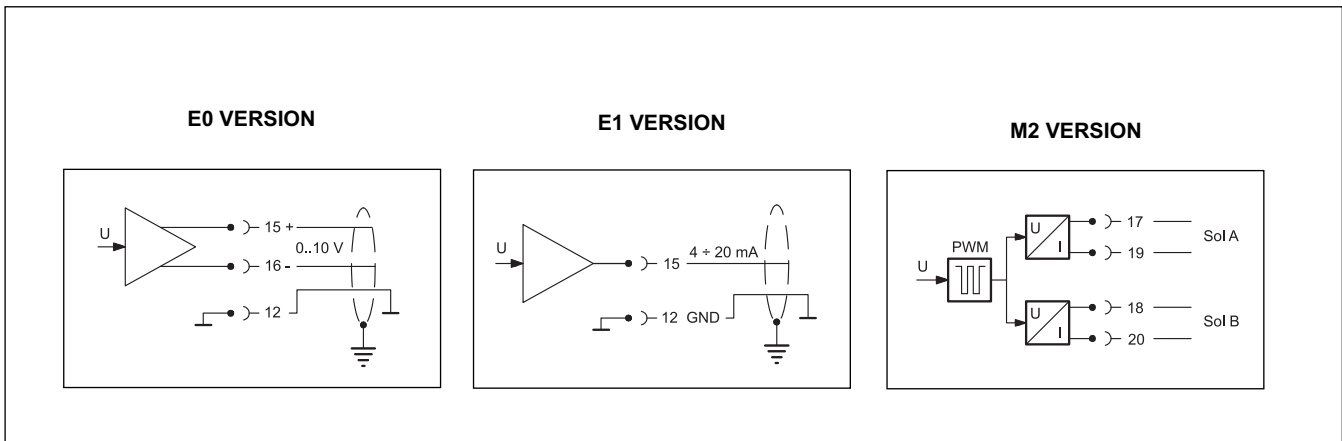 E0 VERSION
U
15 +
0..10 V
16 -
12
E1 VERSION
U
15
4 ÷ 20 mA
12 GND
M2 VERSION
U
PWM
U
I
17
19
Sol A
U
I
18
20
Sol B